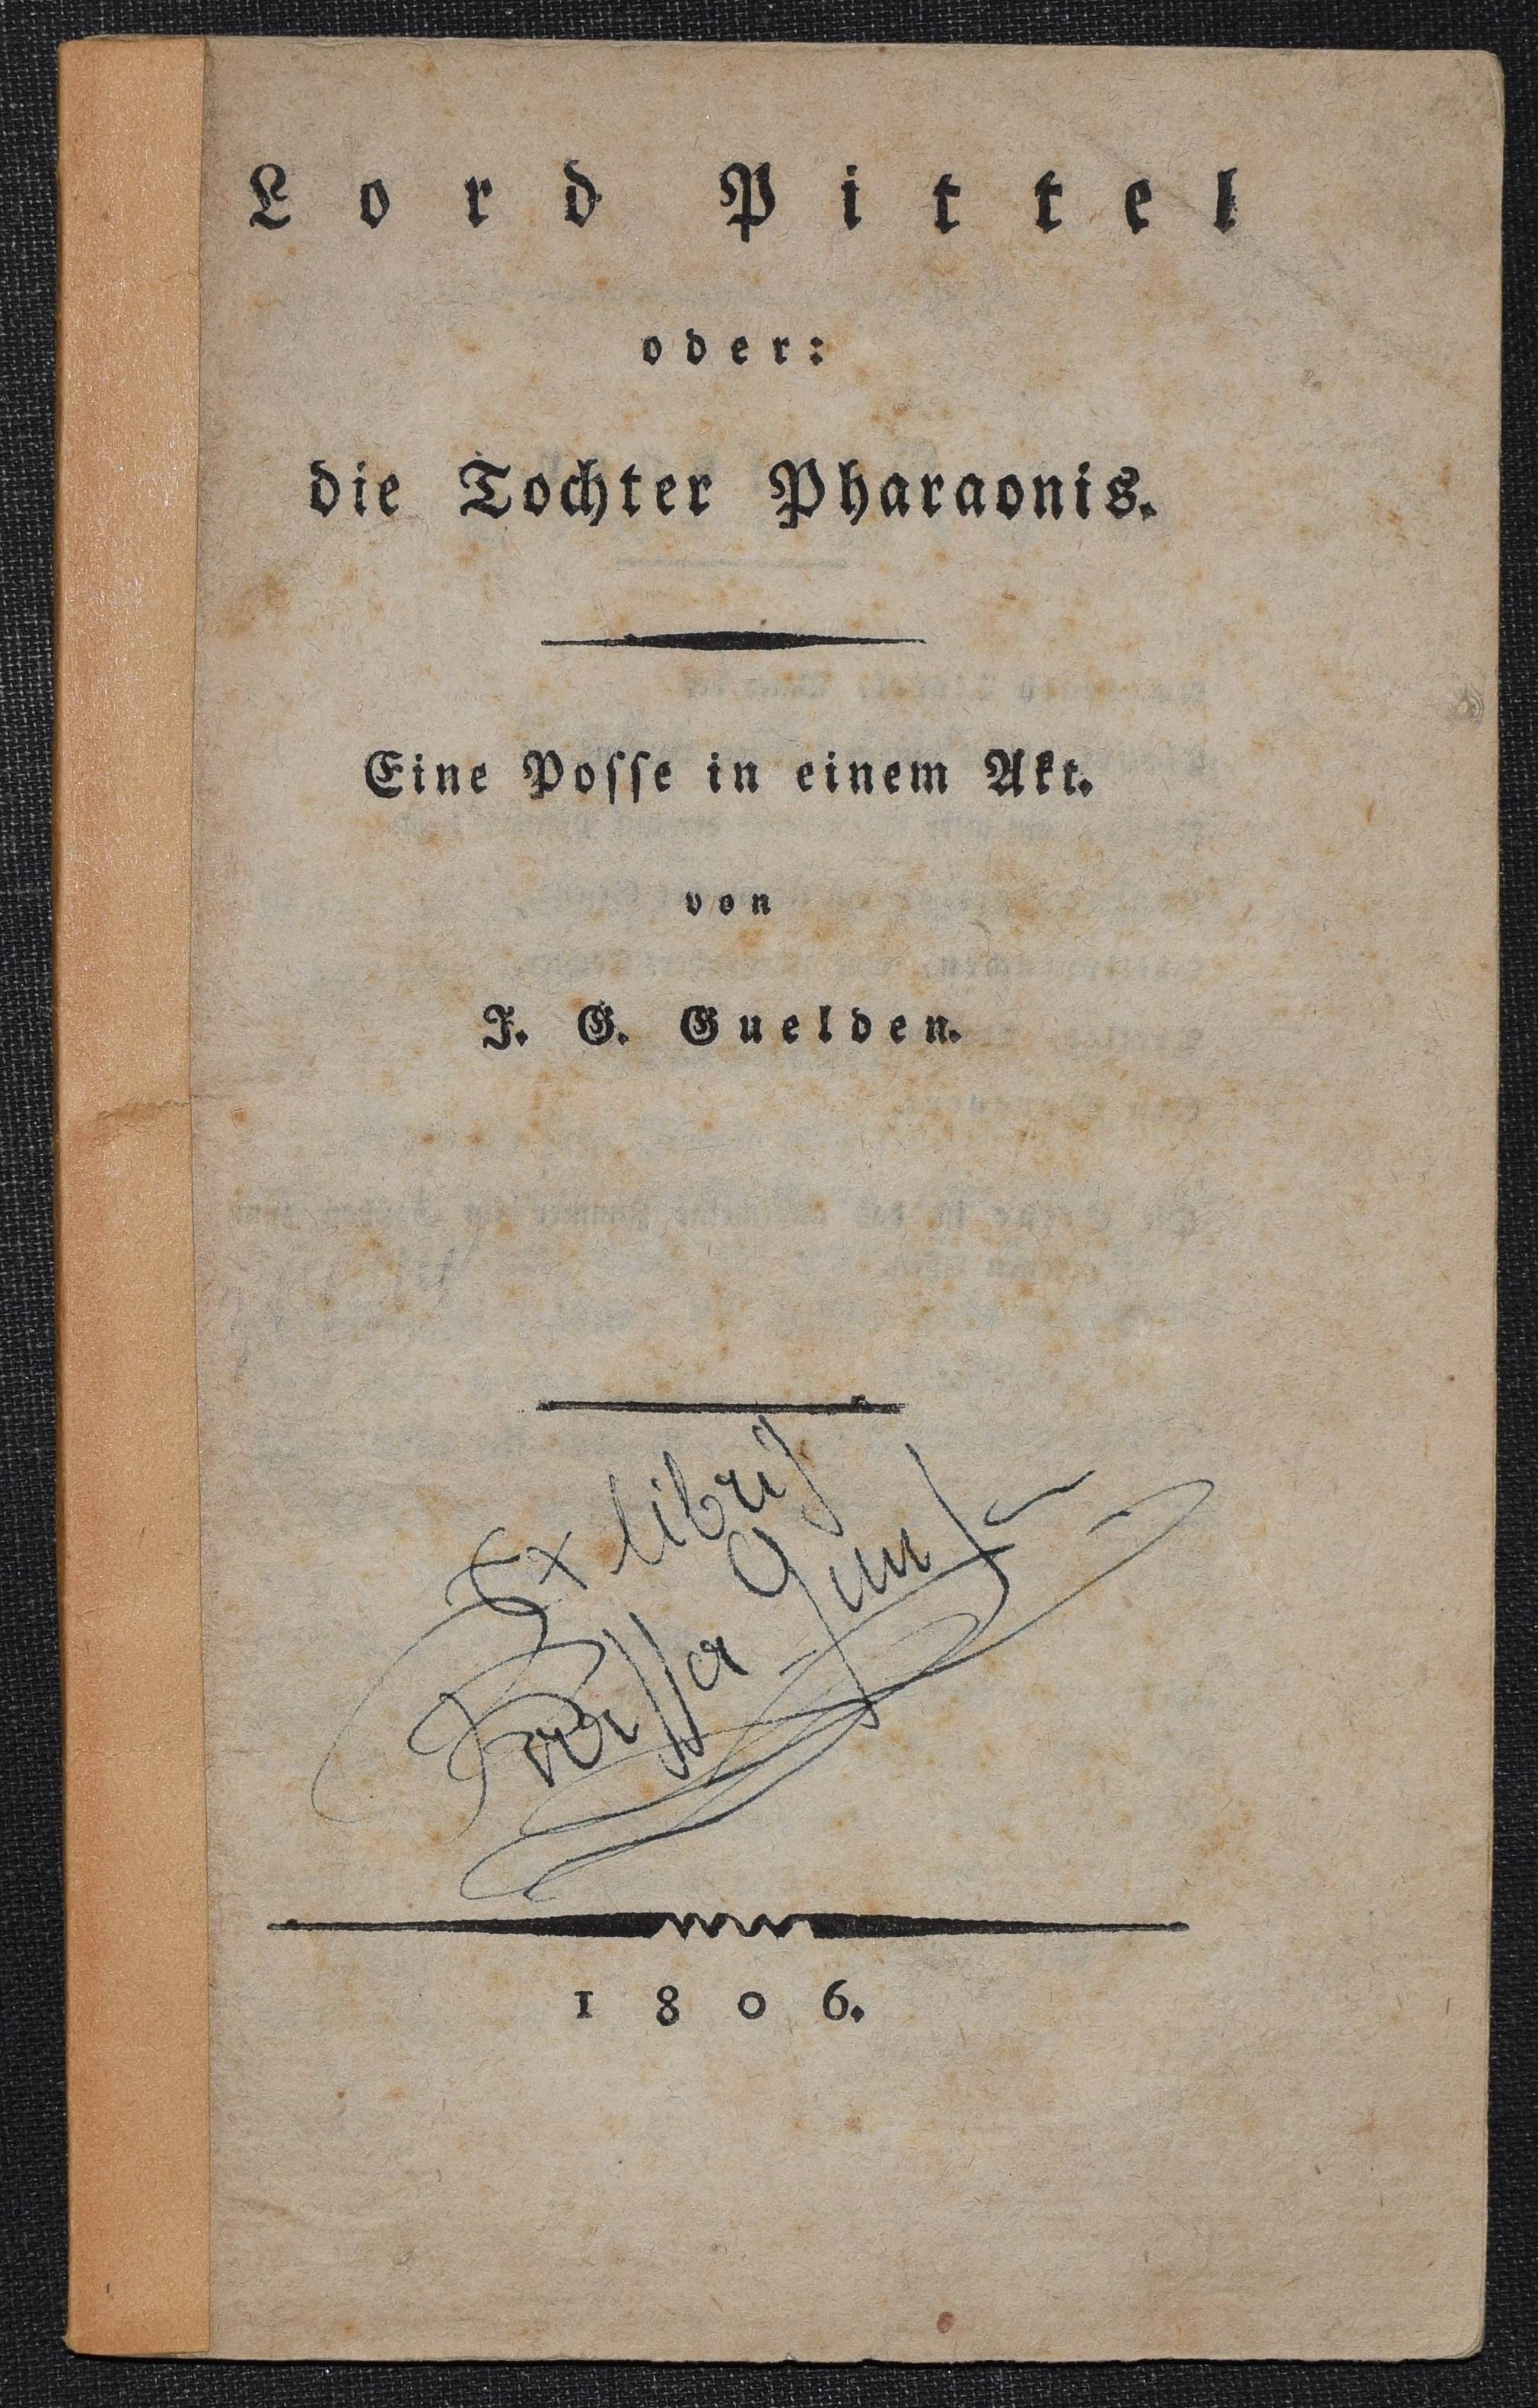 Lord Pittel
oder:
die Tochter Pharaonis.
Eine Posse in einem Akt.
von
J. G. Guelden.
Ex libris
1806.